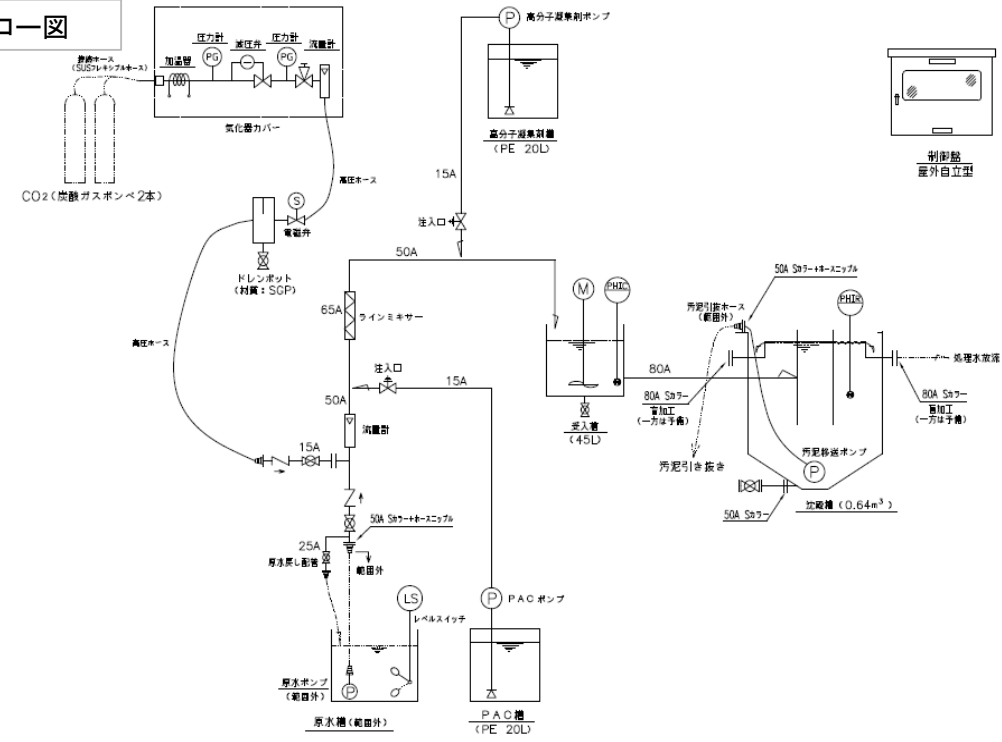 ロー図
接続ホース
(SUSフレキシブルホース)
加温器
圧力計
PG
減圧弁
圧力計
PG
流量計
気化器カバー
CO2(炭酸ガスボンベ2本)
高圧ホース
S
電磁弁
ドレンポット
(材質:SGP)
高圧ホース
P
高分子凝集剤ポンプ
高分子凝集剤槽
(PE 20L)
15A
注入口
50A
制御盤
屋外自立型
65A
ラインミキサー
注入口
15A
50A
流量計
15A
M
PHIC
受入槽
(45L)
80A
50A Sカラー+ホースニップル
汚泥引抜ホース
(範囲外)
PHIR
処理水放流
80A Sカラー
盲加工
(一方は予備)
80A Sカラー
盲加工
(一方は予備)
汚泥引き抜き
汚泥移送ポンプ
P
50A Sカラー
沈殿槽(0.64m³)
50A Sカラー+ホースニップル
25A
原水戻し配管
範囲外
LS
レベルスイッチ
原水ポンプ
(範囲外)
P
原水槽(範囲外)
P
PACポンプ
PAC槽
(PE 20L)